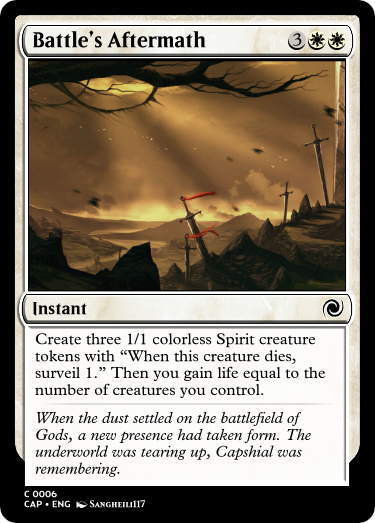 Battle's Aftermath 3
Instant
Create three 1/1 colorless Spirit creature
tokens with “When this creature dies,
surveil 1.” Then you gain life equal to the
number of creatures you control.
When the dust settled on the battlefield of
Gods, a new presence had taken form. The
underworld was tearing up, Capshial was
remembering.
C 0006
CAP • ENG Sangheili117